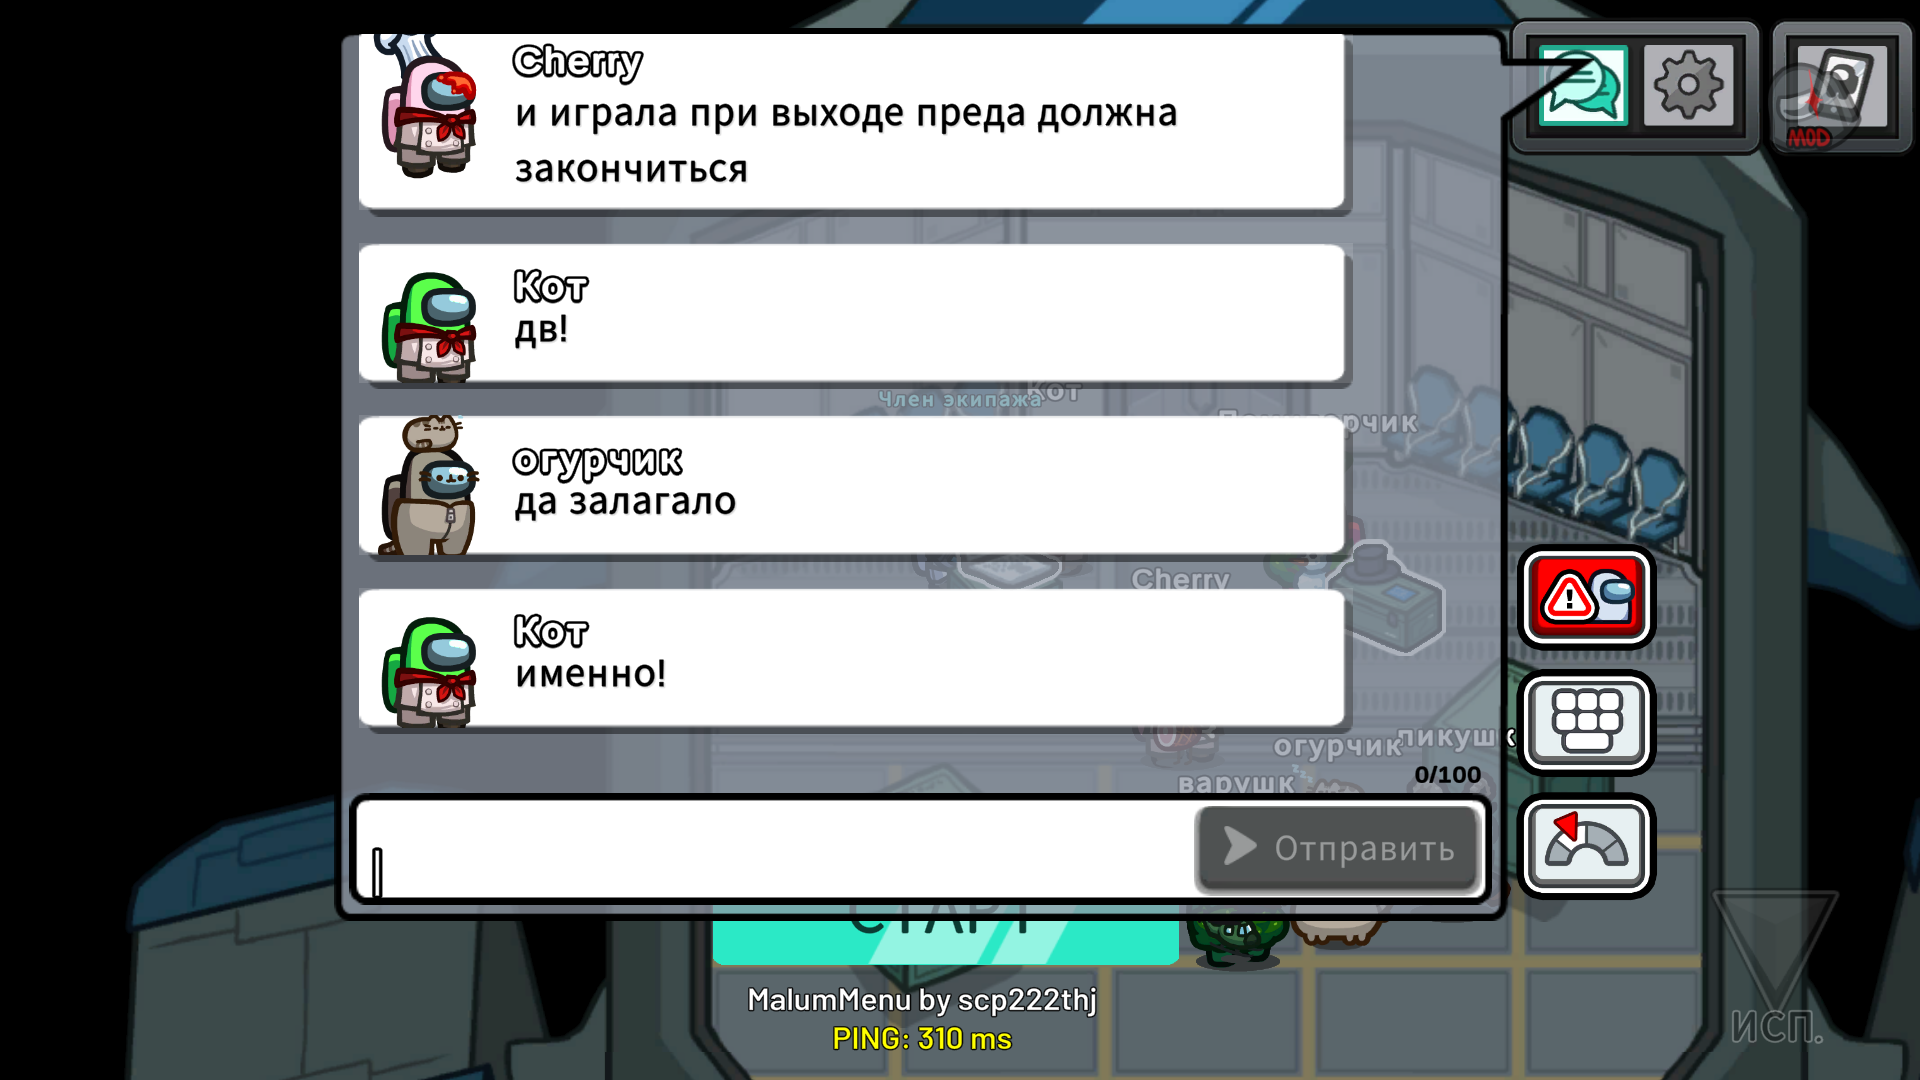 Cherry
и играла при выходе преда должна
закончиться
Кот
дв!
Член экипажа
Кот
огурчик
да залагало
Cherry
Кот
именно!
огурчик
пикушк
варушк
0/100
Отправить
СТАРТ
MalumMenu by scp222thj
PING: 310 ms
MOD
ИСП.